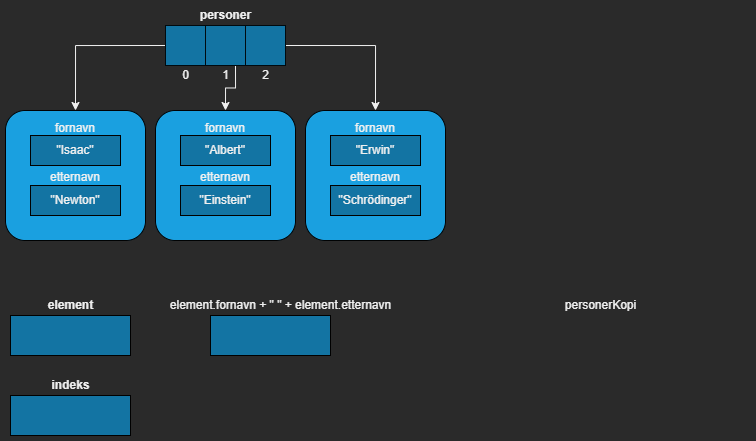 personer
0 1 2
fornavn fornavn fornavn
"Isaac" "Albert" "Erwin"
etternavn etternavn etternavn
"Newton" "Einstein" "Schrödinger"
element element.fornavn + " " + element.etternavn personerKopi
indeks